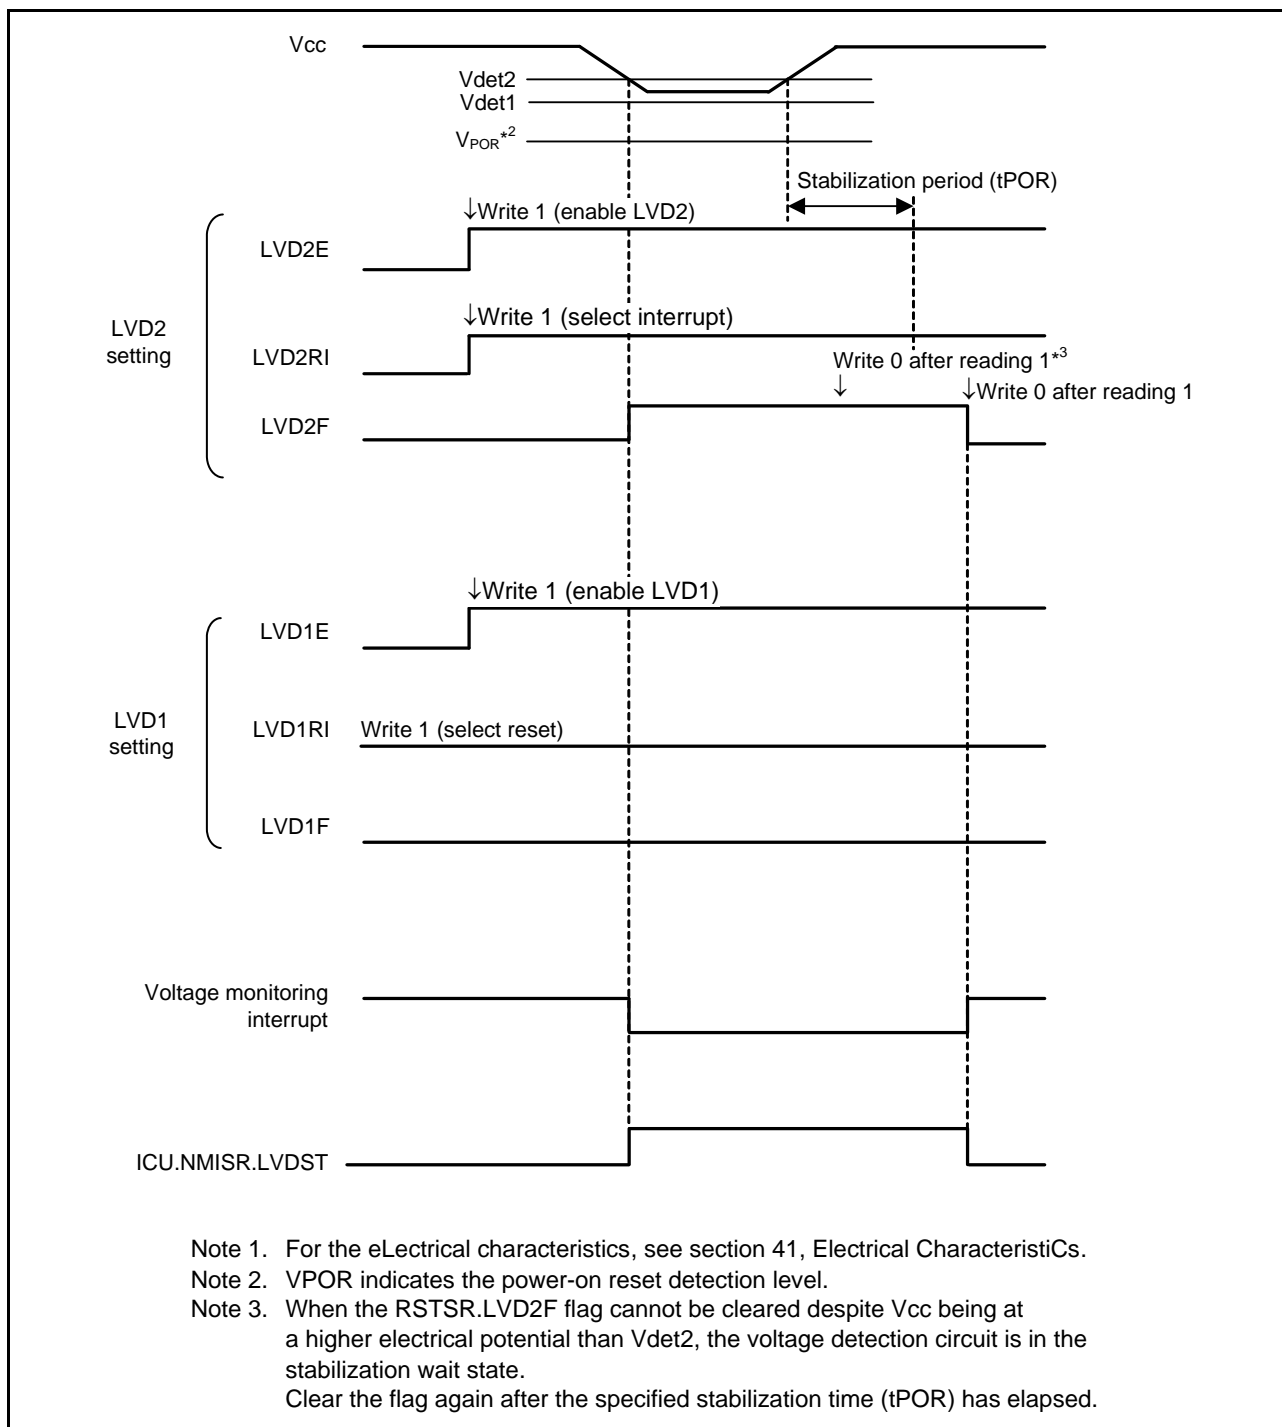 Vcc
Vdet2
Vdet1
VPOR*2
Stabilization period (tPOR)
↓Write 1 (enable LVD2)
LVD2E
↓Write 1 (select interrupt)
LVD2
setting
LVD2RI
Write 0 after reading 1*3
↓
↓Write 0 after reading 1
LVD2F
↓Write 1 (enable LVD1)
LVD1E
LVD1
setting
LVD1RI
Write 1 (select reset)
LVD1F
Voltage monitoring
interrupt
ICU.NMISR.LVDST
Note 1. For the eLectrical characteristics, see section 41, Electrical CharacteristiCs.
Note 2. VPOR indicates the power-on reset detection level.
Note 3. When the RSTSR.LVD2F flag cannot be cleared despite Vcc being at
a higher electrical potential than Vdet2, the voltage detection circuit is in the
stabilization wait state.
Clear the flag again after the specified stabilization time (tPOR) has elapsed.